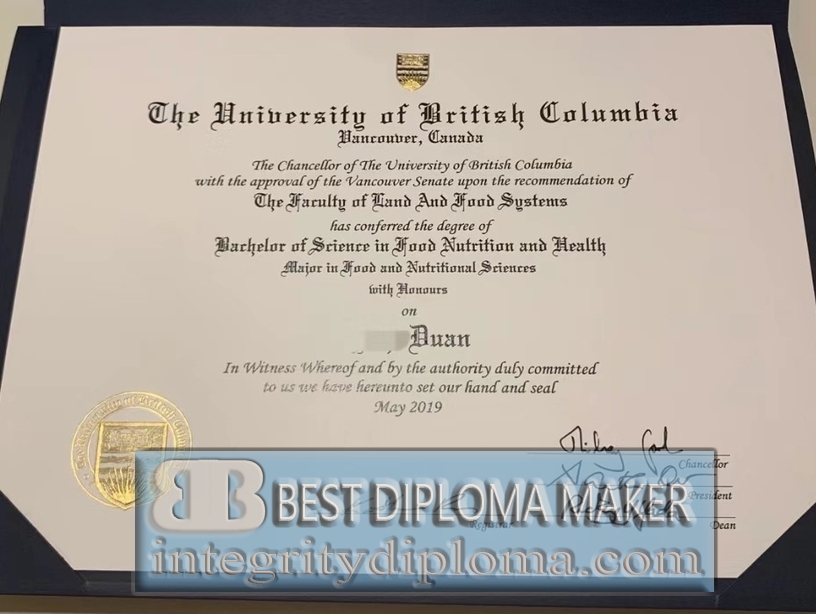 The University of British Columbia
Vancouver, Canada
The Chancellor of The University of British Columbia
with the approval of the Vancouver Senate upon the recommendation of
The Faculty of Land And Food Systems
has conferred the degree of
Bachelor of Science in Food Nutrition and Health
Major in Food and Nutritional Sciences
with Honours
on
Duan
In Witness Whereof and by the authority duly committed
to us we have hereunto set our hand and seal
May 2019
Chancellor
President
BEST DIPLOMA MAKER
Registrar
Dean
integritydiploma.com